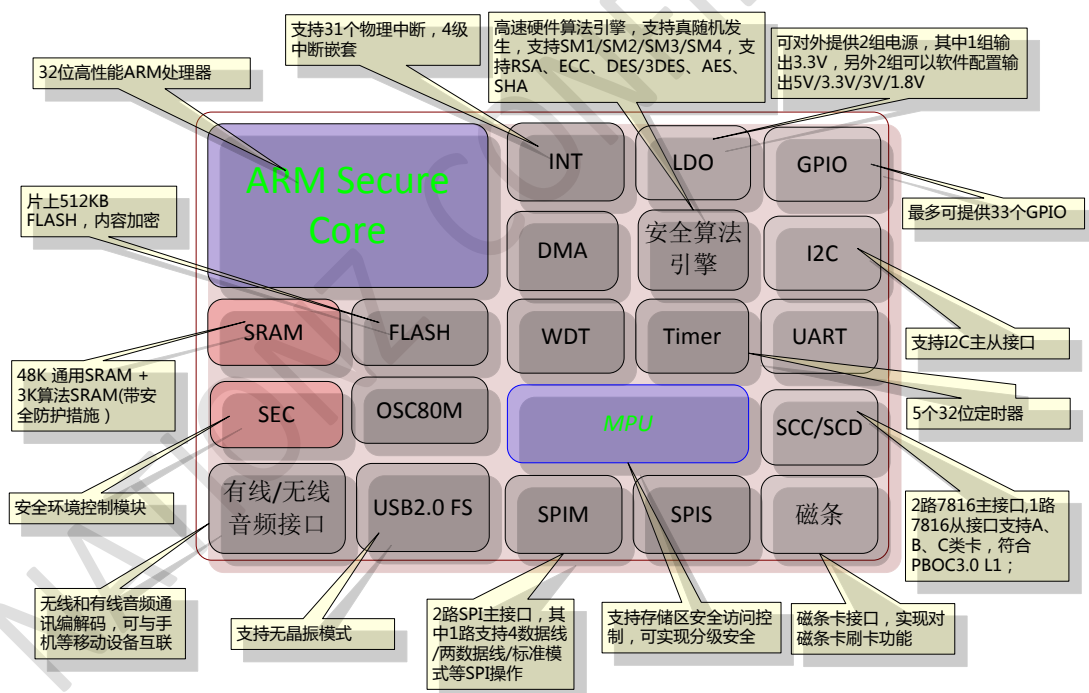 支持31个物理中断，4级
中断嵌套
高速硬件算法引擎，支持真随机发
生，支持SM1/SM2/SM3/SM4，支
持RSA、ECC、DES/3DES、AES、
SHA
可对外提供2组电源，其中1组输
出3.3V，另外2组可以软件配置输
出5V/3.3V/3V/1.8V
32位高性能ARM处理器
ARM Secure
Core
INT
LDO
GPIO
片上512KB
FLASH，内容加密
最多可提供33个GPIO
DMA
安全算法
引擎
I2C
SRAM
FLASH
WDT
Timer
UART
支持I2C主从接口
48K 通用SRAM +
3K算法SRAM(带安
全防护措施）
5个32位定时器
SEC
OSC80M
MPU
SCC/SCD
安全环境控制模块
有线/无线
音频接口
USB2.0 FS
SPIM
SPIS
磁条
2路7816主接口,1路
7816从接口支持A、
B、C类卡，符合
PBOC3.0 L1；
无线和有线音频通
讯编解码，可与手
机等移动设备互联
支持无晶振模式
2路SPI主接口，其
中1路支持4数据线
/两数据线/标准模
式等SPI操作
支持存储区安全访问控
制，可实现分级安全
磁条卡接口，实现对
磁条卡刷卡功能